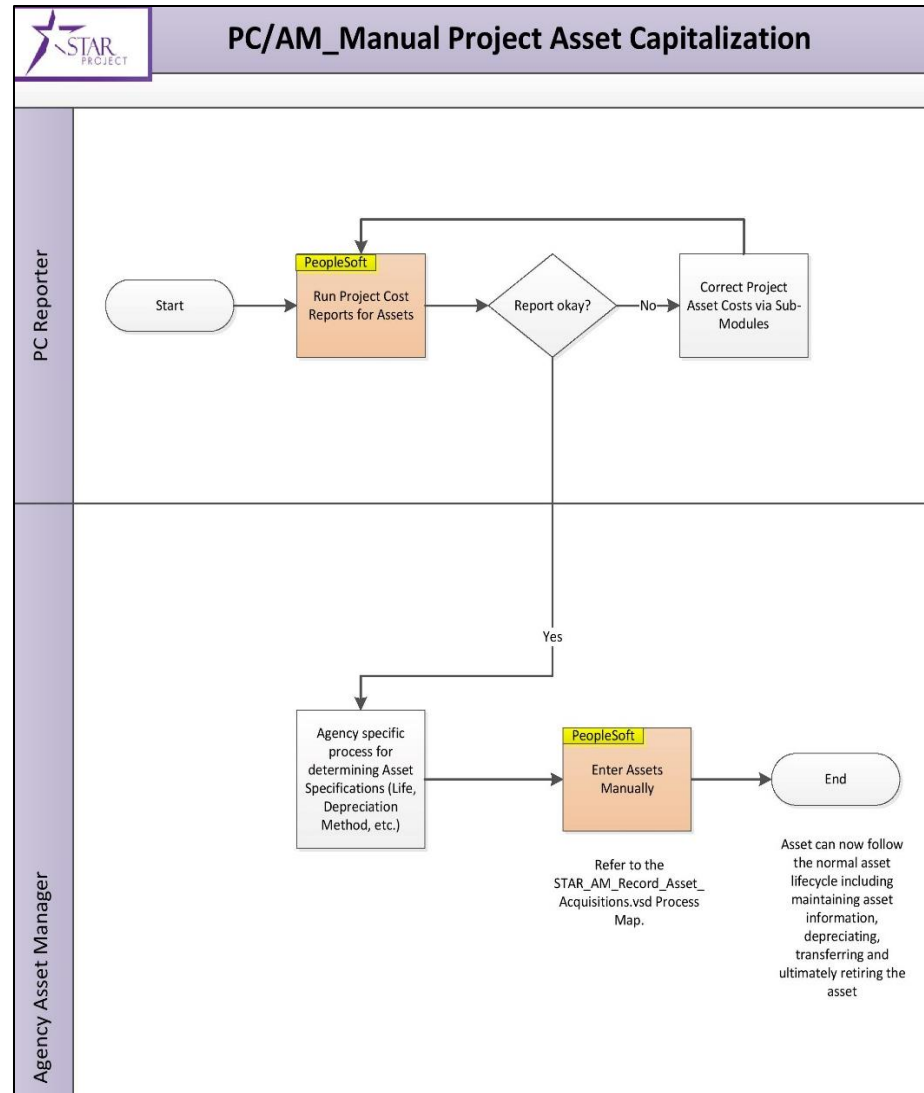 STAR
PROJECT
PC/AM_Manual Project Asset Capitalization
PC Reporter
Start
PeopleSoft
Run Project Cost
Reports for Assets
Report okay?
No
Correct Project
Asset Costs via Sub-
Modules
Yes
Agency Asset Manager
Agency specific
process for
determining Asset
Specifications (Life,
Depreciation
Method, etc.)
PeopleSoft
Enter Assets
Manually
Refer to the
STAR_AM_Record_Asset_
Acquisitions.vsd Process
Map.
End
Asset can now follow
the normal asset
lifecycle including
maintaining asset
information,
depreciating,
transferring and
ultimately retiring the
asset